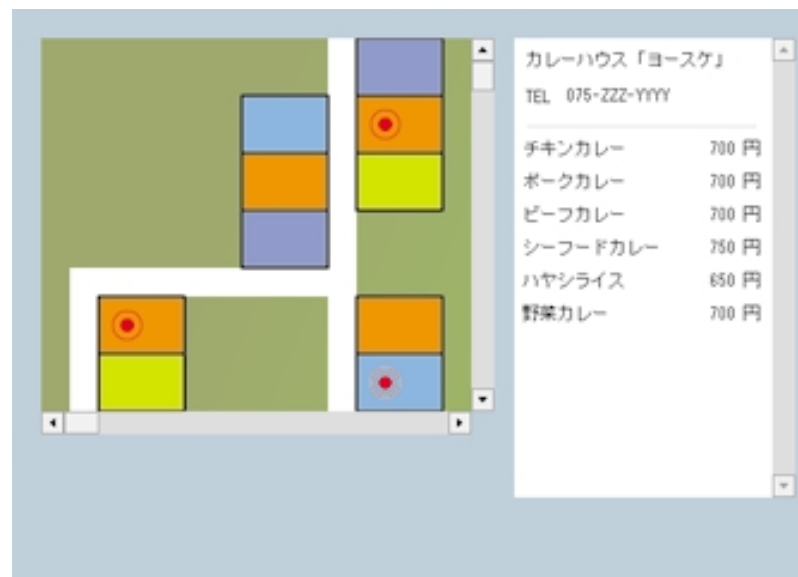 カレーハウス「ヨースケ」
TEL 075-ZZZ-YYYY
チキンカレー 700 円
ポークカレー 700 円
ビーフカレー 700 円
シーフードカレー 750 円
ハヤシライス 650 円
野菜カレー 700 円